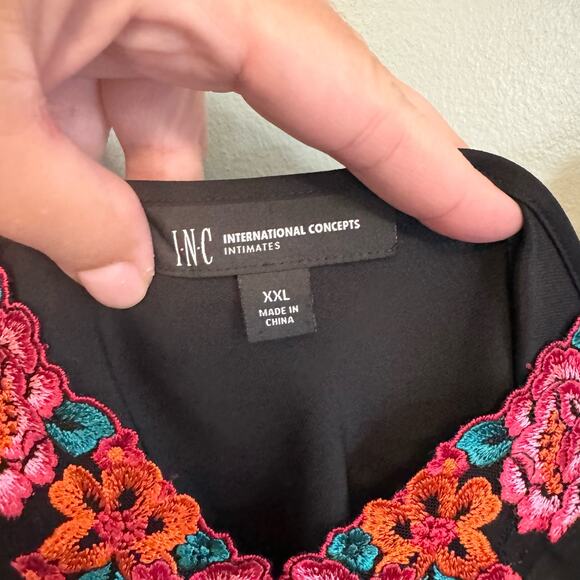 I·N·C INTERNATIONAL CONCEPTS
INTIMATES
XXL
MADE IN
CHINA